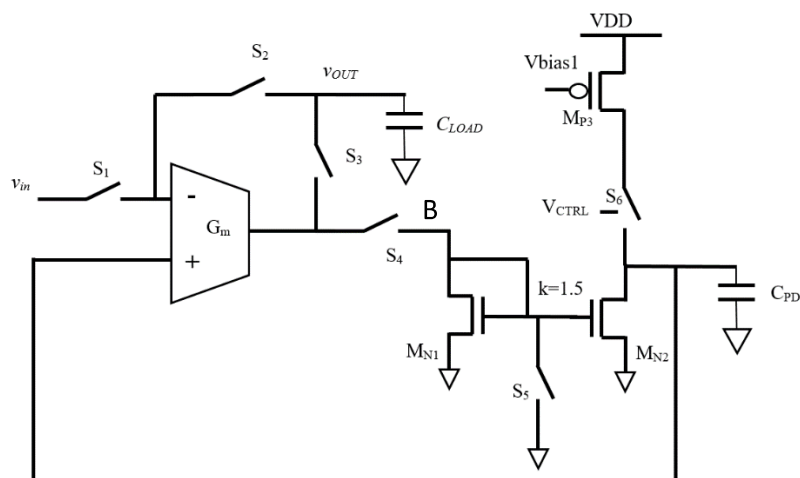 VDD
S2
vOUT
Vbias1
CLOAD
MP3
S1
S3
vin
-
Gm
VCTRL
S6
B
+
S4
k=1.5
CPD
MN1
MN2
S5